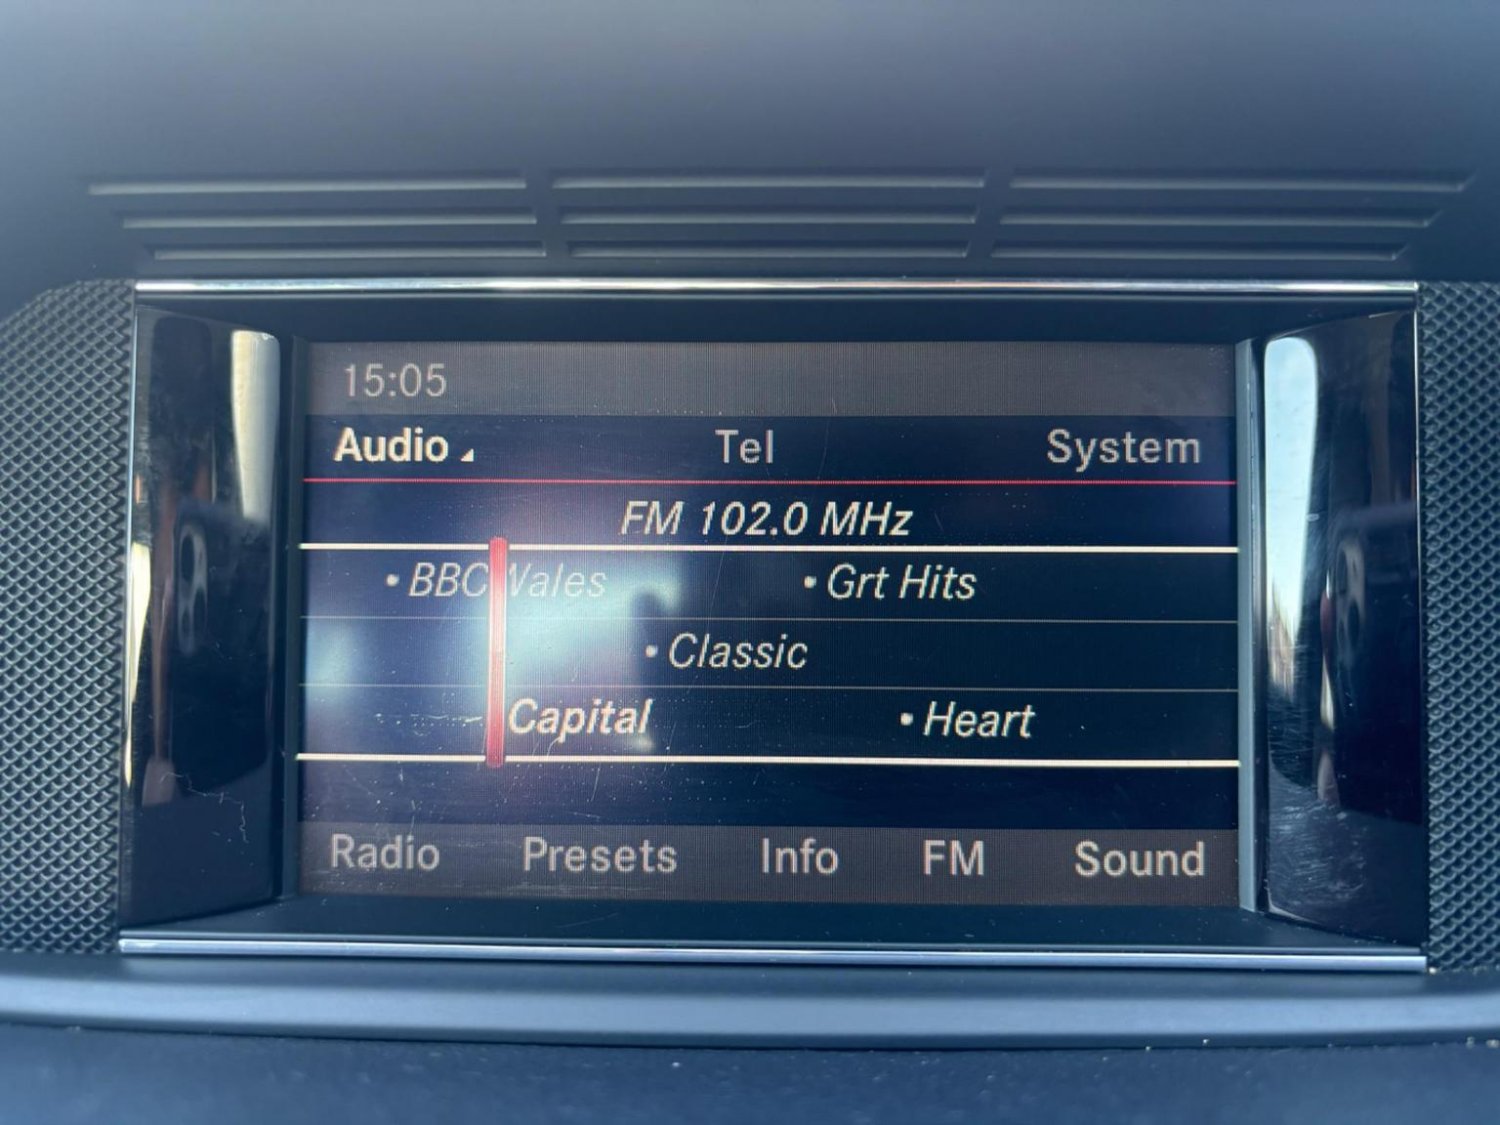 15:05
Audio Tel System
FM 102.0 MHz
• BBC Wales • Grt Hits
• Classic
Capital • Heart
Radio Presets Info FM Sound